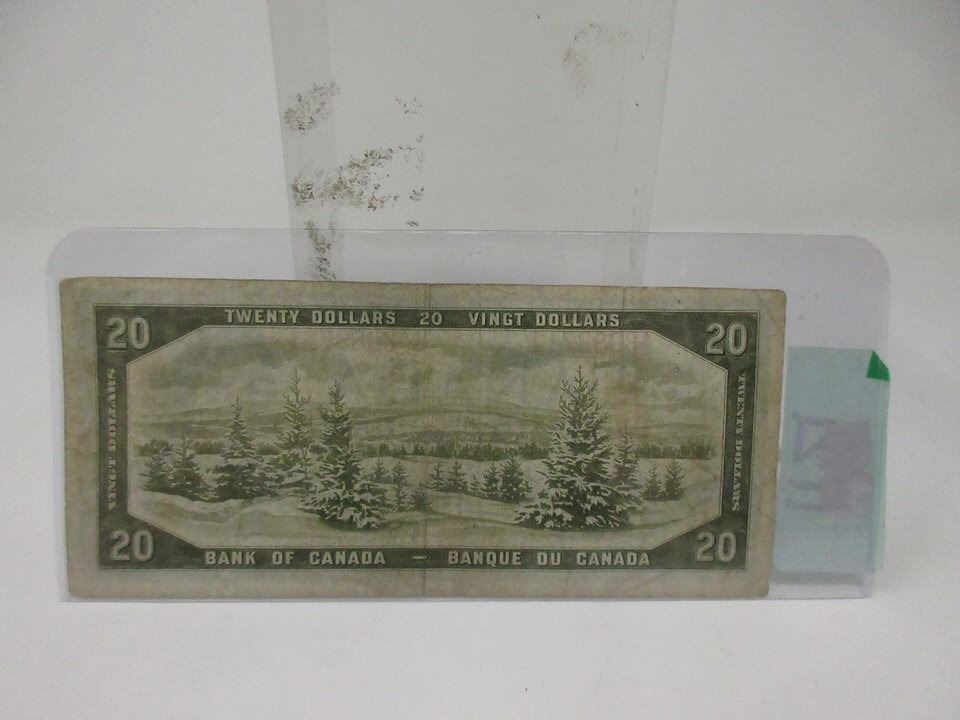 TWENTY DOLLARS 20 VINGT DOLLARS
20
20
VINGT DOLLARS
TWENTY DOLLARS
20
20
BANK OF CANADA - BANQUE DU CANADA